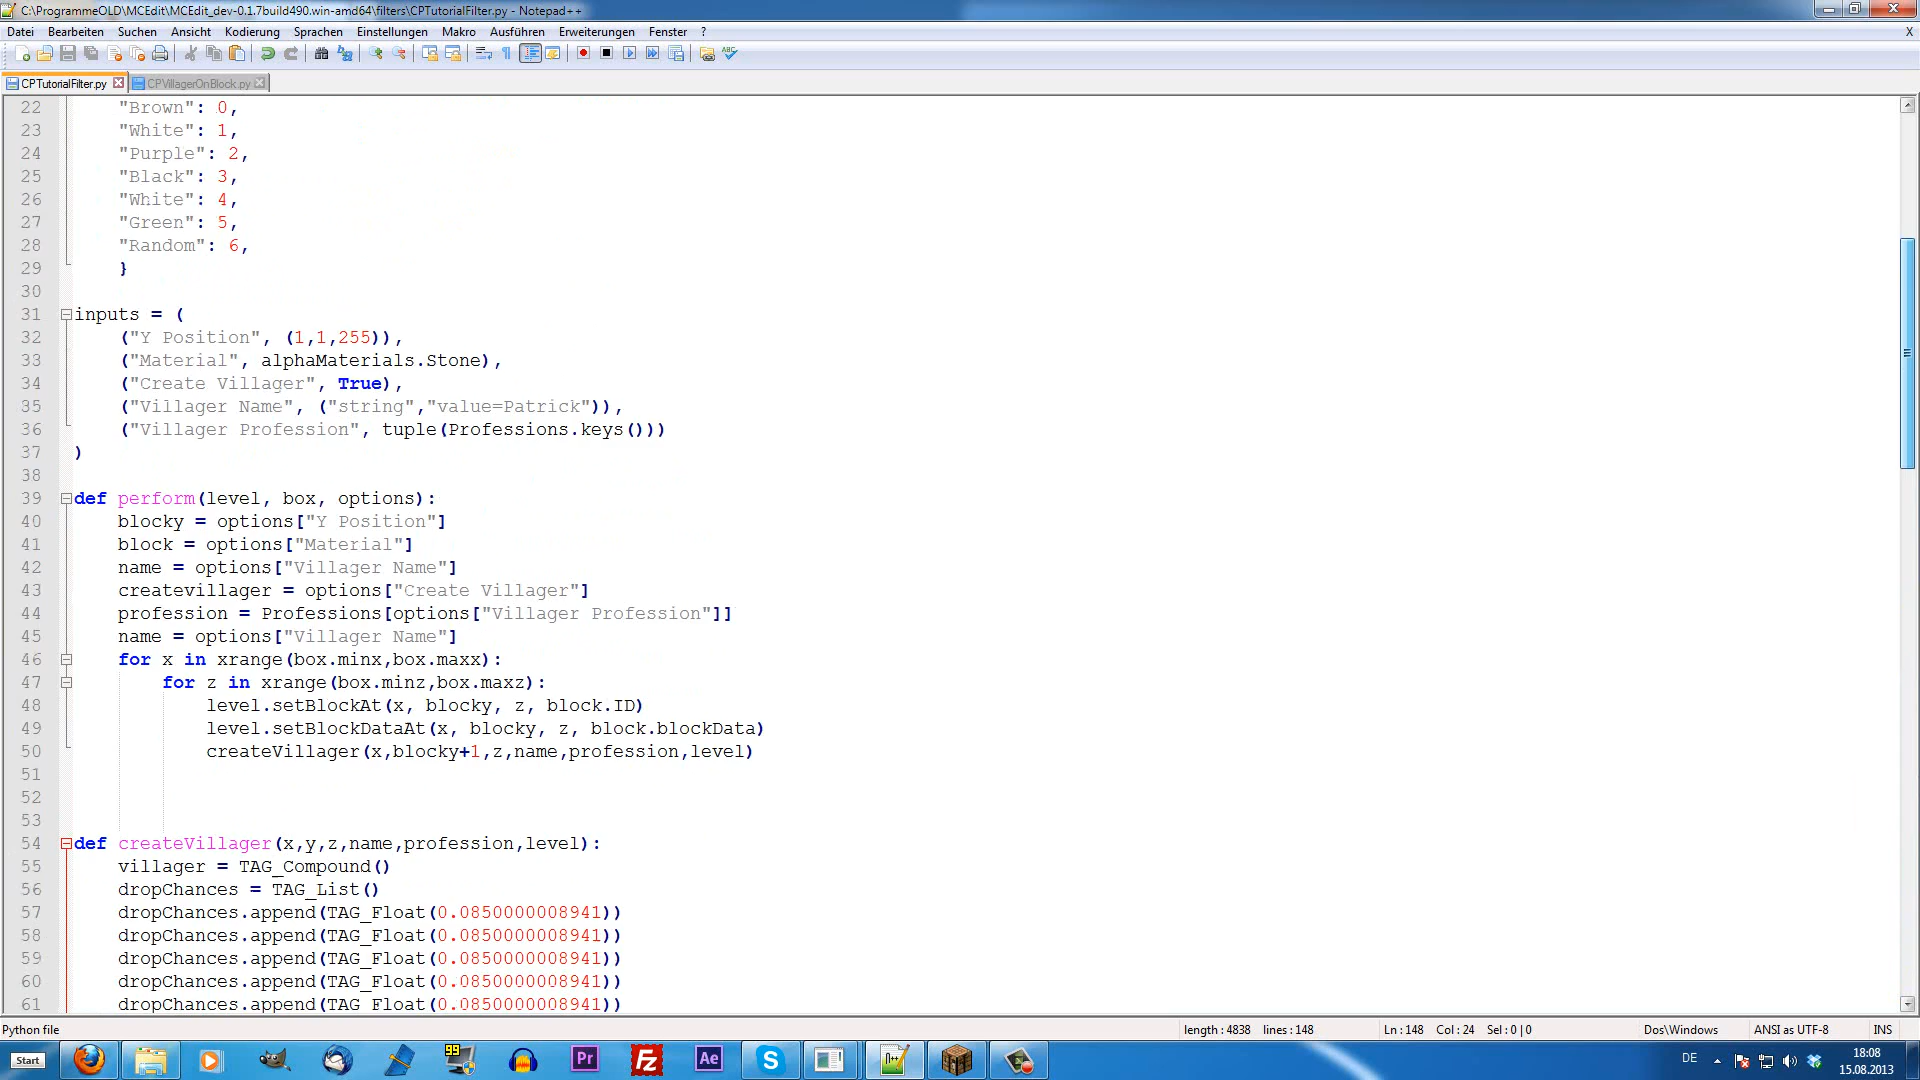 C:\ProgrammeOLD\MCEdit\MCEdit_dev-0.1.7build490.win-amd64\filters\CPTutorialFilter.py - Notepad++
Datei Bearbeiten Suchen Ansicht Kodierung Sprachen Einstellungen Makro Ausführen Erweiterungen Fenster ? X
CPTutorialFilter.py CPVillagerOnBlock.py
22 "Brown": 0,
23 "White": 1,
24 "Purple": 2,
25 "Black": 3,
26 "White": 4,
27 "Green": 5,
28 "Random": 6,
29 }
30
31 inputs = (
32 ("Y Position", (1,1,255)),
33 ("Material", alphaMaterials.Stone),
34 ("Create Villager", True),
35 ("Villager Name", ("string","value=Patrick")),
36 ("Villager Profession", tuple(Professions.keys()))
37 )
38
39 def perform(level, box, options):
40 blocky = options["Y Position"]
41 block = options["Material"]
42 name = options["Villager Name"]
43 createvillager = options["Create Villager"]
44 profession = Professions[options["Villager Profession"]]
45 name = options["Villager Name"]
46 for x in xrange(box.minx,box.maxx):
47 for z in xrange(box.minz,box.maxz):
48 level.setBlockAt(x, blocky, z, block.ID)
49 level.setBlockDataAt(x, blocky, z, block.blockData)
50 createVillager(x,blocky+1,z,name,profession,level)
51
52
53
54 def createVillager(x,y,z,name,profession,level):
55 villager = TAG_Compound()
56 dropChances = TAG_List()
57 dropChances.append(TAG_Float(0.0850000008941))
58 dropChances.append(TAG_Float(0.0850000008941))
59 dropChances.append(TAG_Float(0.0850000008941))
60 dropChances.append(TAG_Float(0.0850000008941))
61 dropChances.append(TAG_Float(0.0850000008941))
Python file length : 4838 lines : 148 Ln : 148 Col : 24 Sel : 0 | 0 Dos\Windows ANSI as UTF-8 INS
Start 99 Pr Fz Ae S DE 18:08
15.08.2013